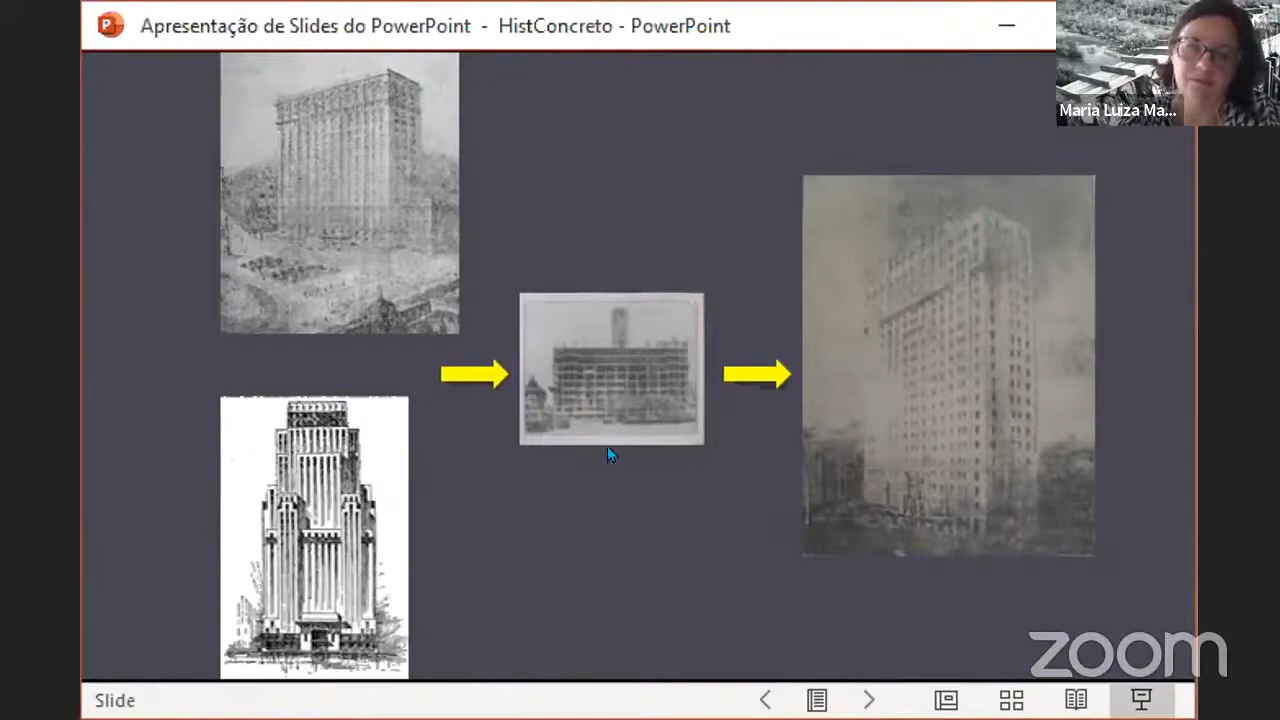 Apresentação de Slides do PowerPoint - HistConcreto - PowerPoint
Maria Luiza Ma...
zoom
Slide